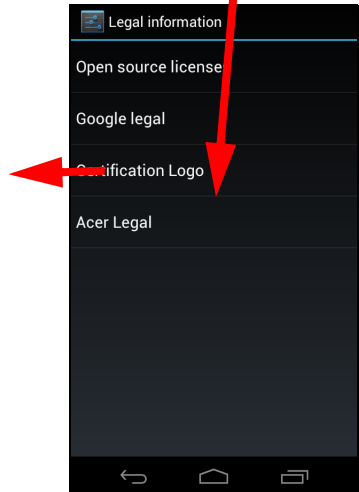 Legal information
Open source license
Google legal
Certification Logo
Acer Legal